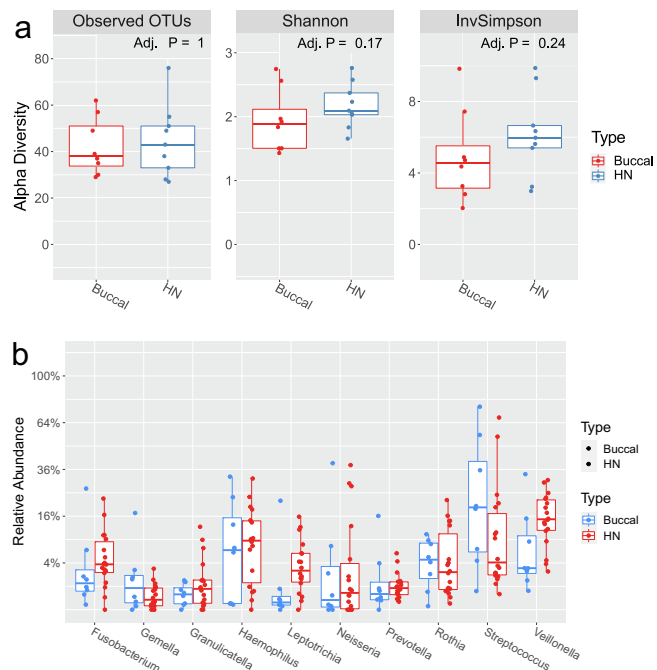 a
Observed OTUs
Shannon
InvSimpson
Adj. P = 1
Adj. P = 0.17
Adj. P = 0.24
Alpha Diversity
80
60
40
20
0
3
2
1
0
8
4
0
Buccal
HN
Buccal
HN
Buccal
HN
Type
Buccal
HN
b
Relative Abundance
100%
64%
36%
16%
4%
Fusobacterium
Gemella
Granulicatella
Haemophilus
Leptotrichia
Neisseria
Prevotella
Rothia
Streptococcus
Veillonella
Type
Buccal
HN
Type
Buccal
HN